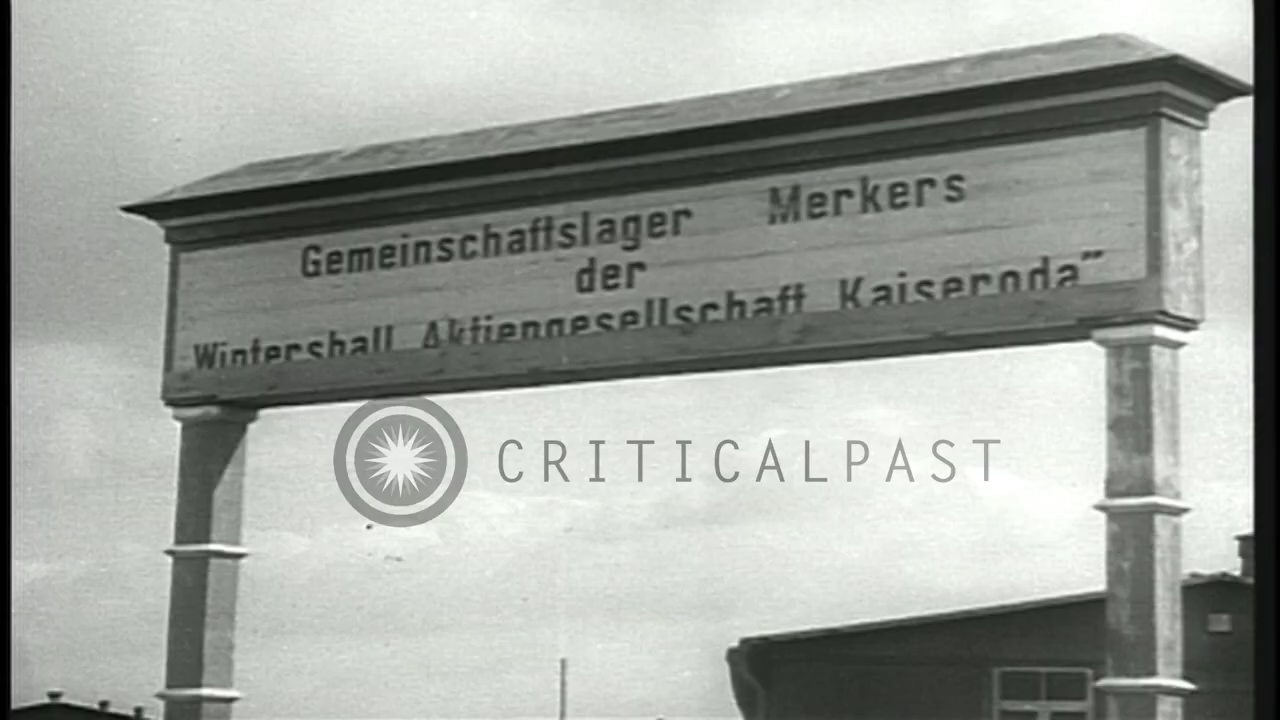 Gemeinschaftslager Merkers
der
Wintershall Aktiengesellschaft Kaiseroda”
CRITICALPAST